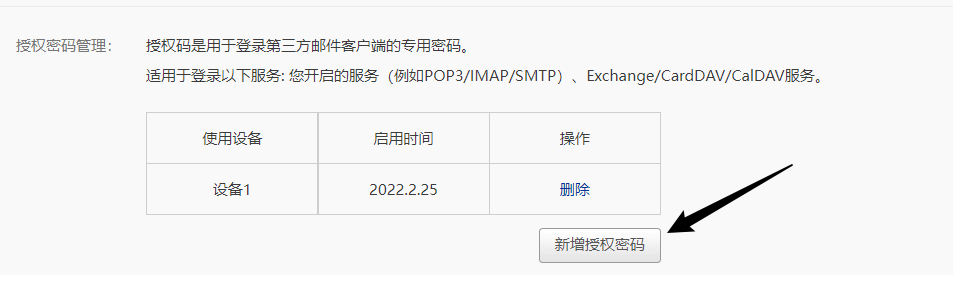 授权密码管理：
授权码是用于登录第三方邮件客户端的专用密码。
适用于登录以下服务: 您开启的服务（例如POP3/IMAP/SMTP）、Exchange/CardDAV/CalDAV服务。
使用设备 启用时间 操作
设备1 2022.2.25 删除
新增授权密码